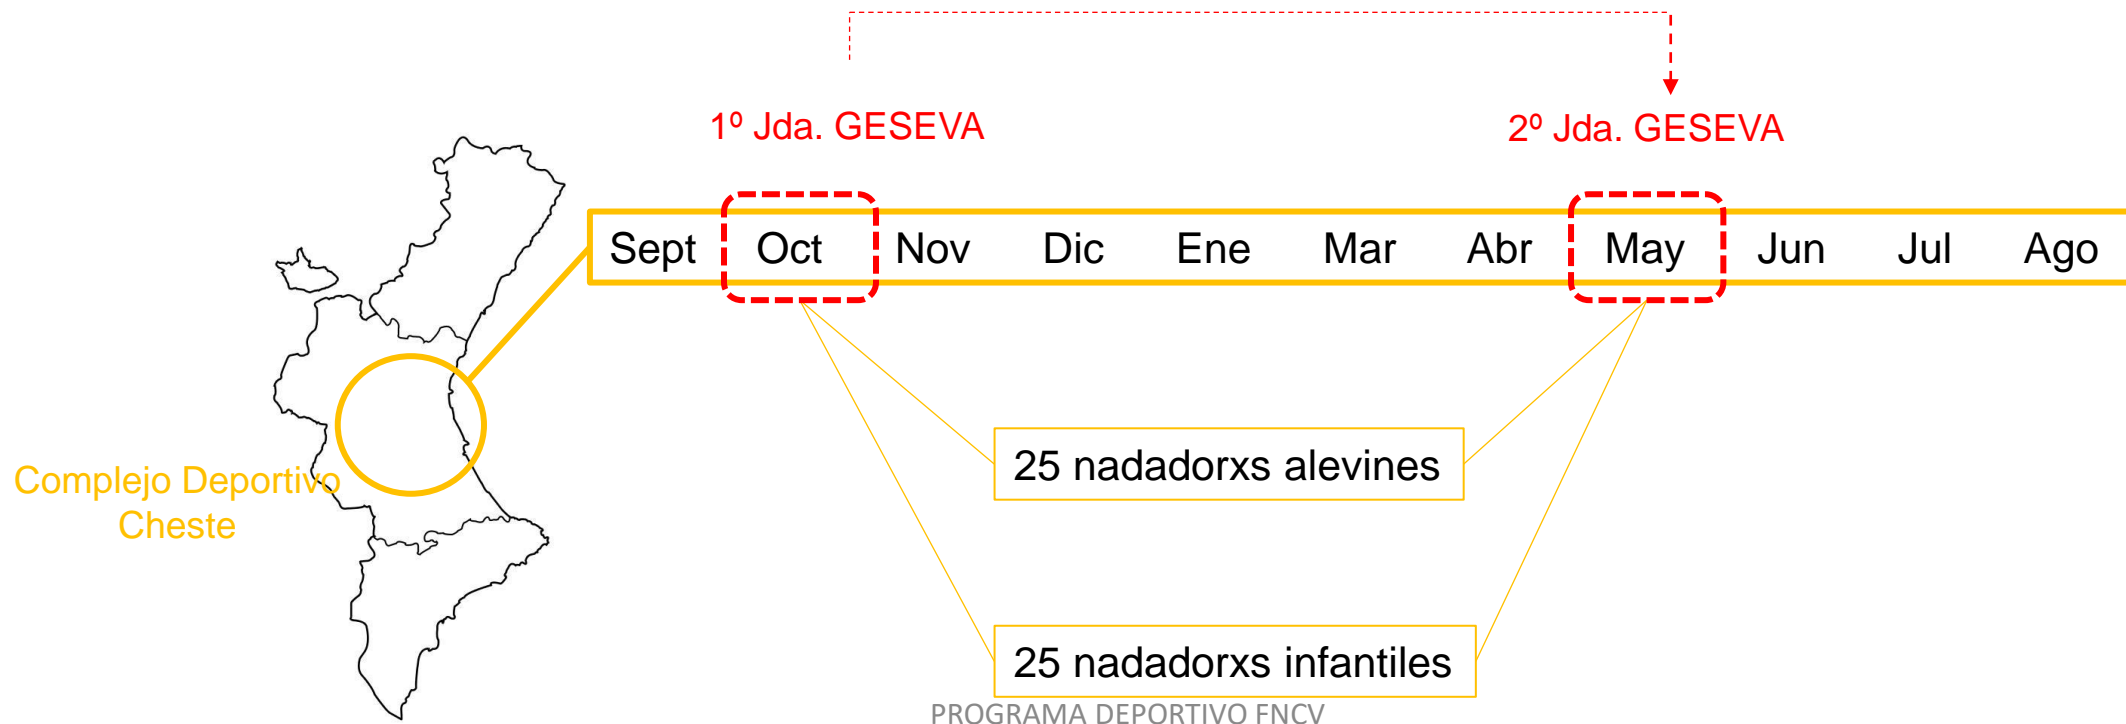 1º Jda. GESEVA
2º Jda. GESEVA
Sept Oct Nov Dic Ene Mar Abr May Jun Jul Ago
Complejo Deportivo
Cheste
25 nadadorxs alevines
25 nadadorxs infantiles
PROGRAMA DEPORTIVO FNCV